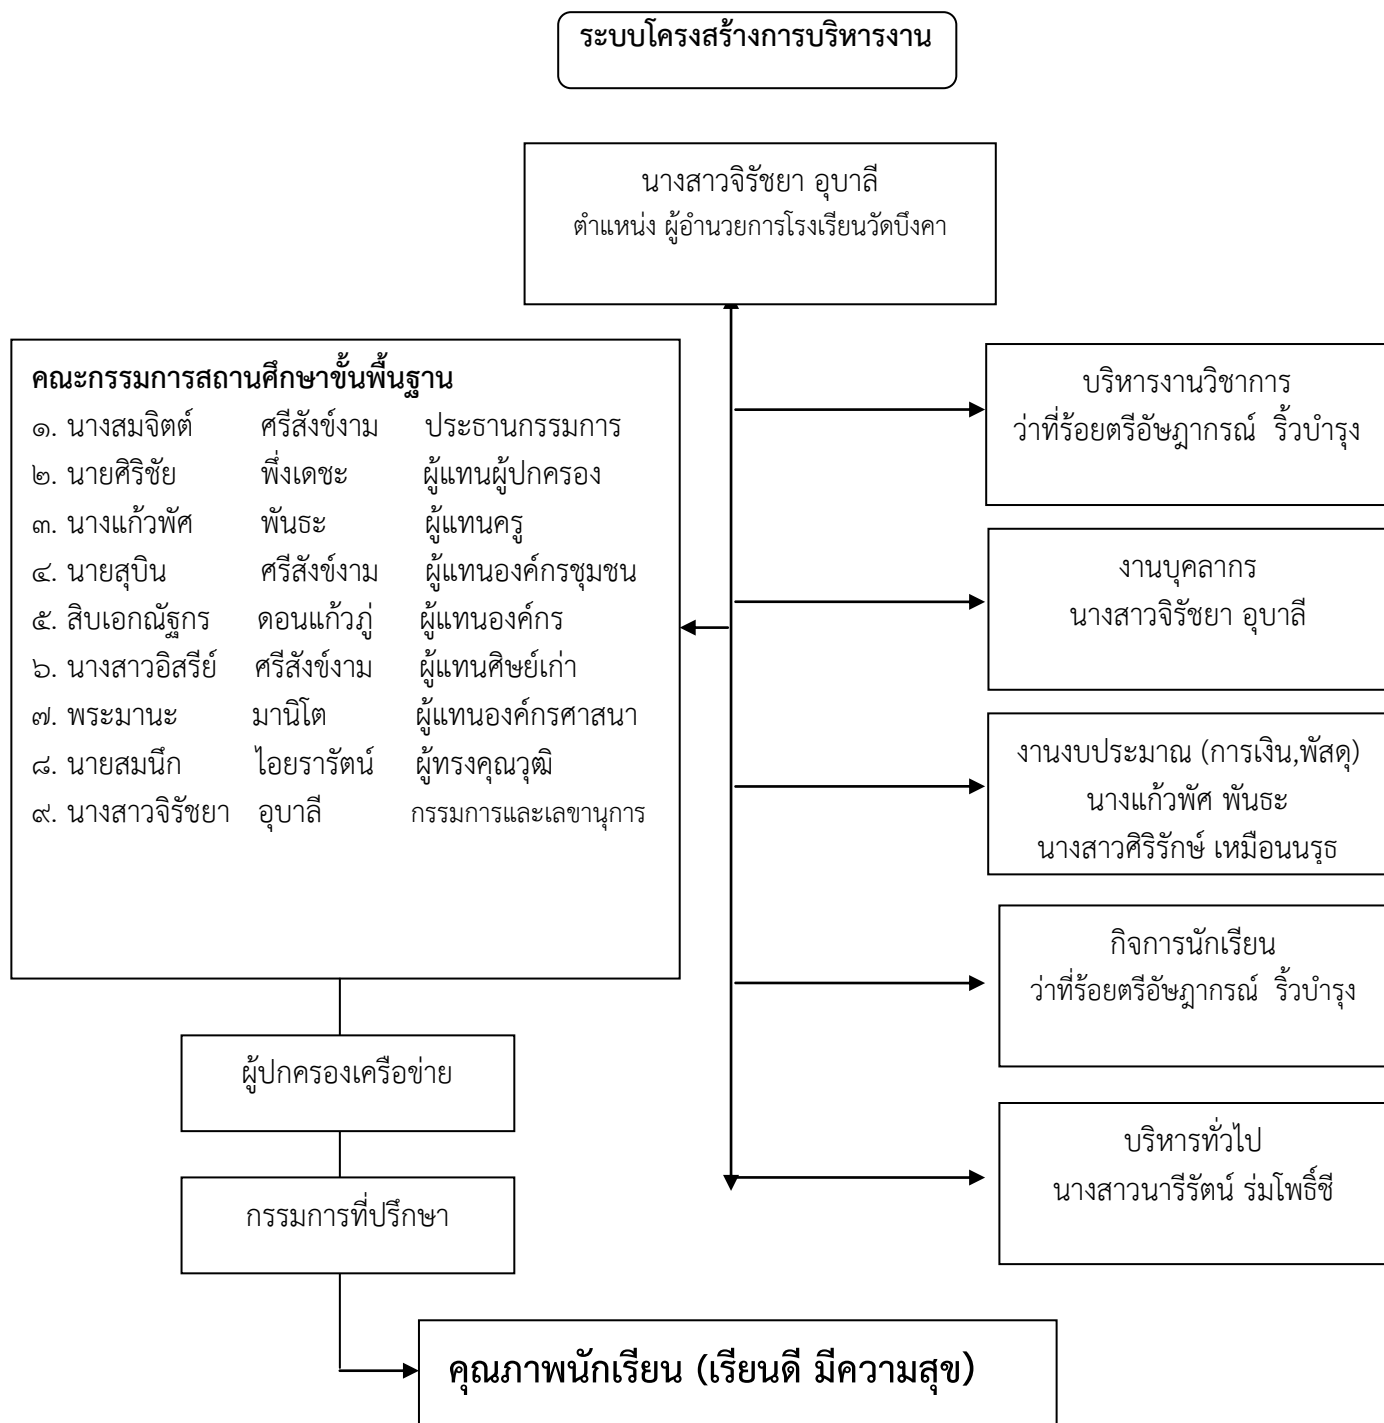 ระบบโครงสร้างการบริหารงาน
นางสาวจิรัชยา อุบาลี
ตำแหน่ง ผู้อำนวยการโรงเรียนวัดบึงคา
คณะกรรมการสถานศึกษาขั้นพื้นฐาน
๑. นางสมจิตต์ ศรีสังข์งาม ประธานกรรมการ
๒. นายศิริชัย พึ่งเดชะ ผู้แทนผู้ปกครอง
๓. นางแก้วพัศ พันธะ ผู้แทนครู
๔. นายสุบิน ศรีสังข์งาม ผู้แทนองค์กรชุมชน
๕. สิบเอกณัฐกร ดอนแก้วภู่ ผู้แทนองค์กร
๖. นางสาวอิสรีย์ ศรีสังข์งาม ผู้แทนศิษย์เก่า
๗. พระมานะ มานิโต ผู้แทนองค์กรศาสนา
๘. นายสมนึก ไอยรารัตน์ ผู้ทรงคุณวุฒิ
๙. นางสาวจิรัชยา อุบาลี กรรมการและเลขานุการ
บริหารงานวิชาการ
ว่าที่ร้อยตรีอัษฎากรณ์ ริ้วบำรุง
งานบุคลากร
นางสาวจิรัชยา อุบาลี
งานงบประมาณ (การเงิน,พัสดุ)
นางแก้วพัศ พันธะ
นางสาวศิริรักษ์ เหมือนนรุธ
กิจการนักเรียน
ว่าที่ร้อยตรีอัษฎากรณ์ ริ้วบำรุง
บริหารทั่วไป
นางสาวนารีรัตน์ ร่มโพธิ์ชี
ผู้ปกครองเครือข่าย
กรรมการที่ปรึกษา
คุณภาพนักเรียน (เรียนดี มีความสุข)